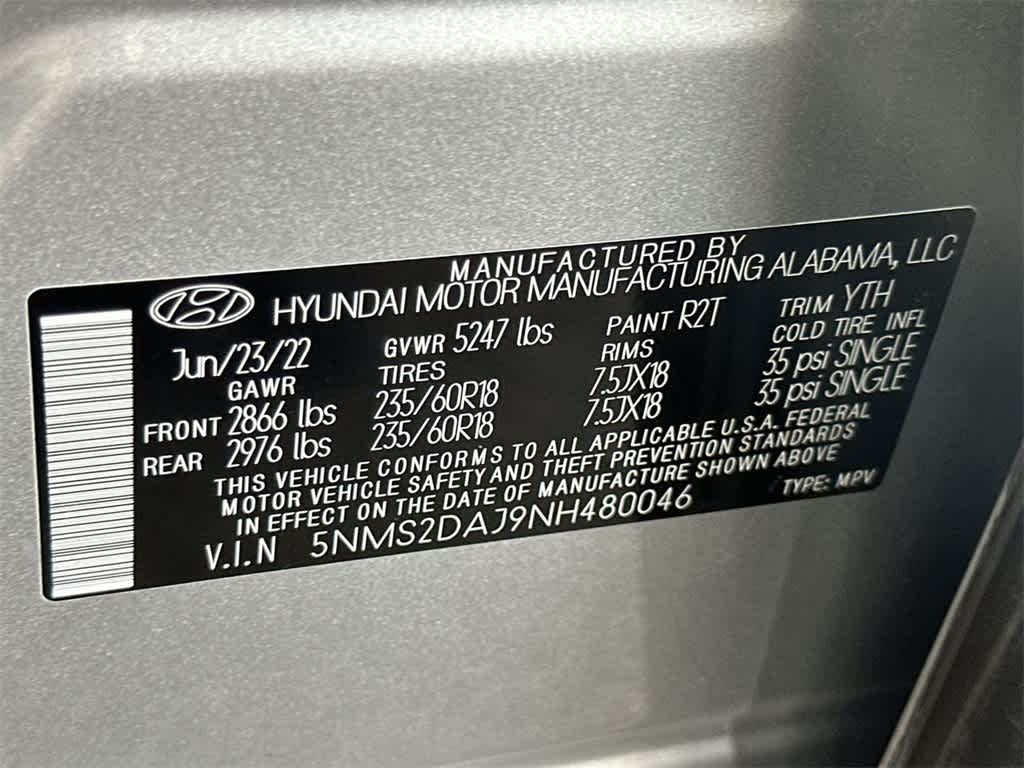 MANUFACTURED BY
HYUNDAI MOTOR MANUFACTURING ALABAMA, LLC
Jun/23/22 GVWR 5247 lbs PAINT R2T TRIM YTH
GAWR TIRES RIMS COLD TIRE INFL
FRONT 2866 lbs 235/60R18 7.5JX18 35 psi SINGLE
REAR 2976 lbs 235/60R18 7.5JX18 35 psi SINGLE
THIS VEHICLE CONFORMS TO ALL APPLICABLE U.S.A. FEDERAL
MOTOR VEHICLE SAFETY AND THEFT PREVENTION STANDARDS
IN EFFECT ON THE DATE OF MANUFACTURE SHOWN ABOVE
V.I.N 5NMS2DAJ9NH480046 TYPE: MPV